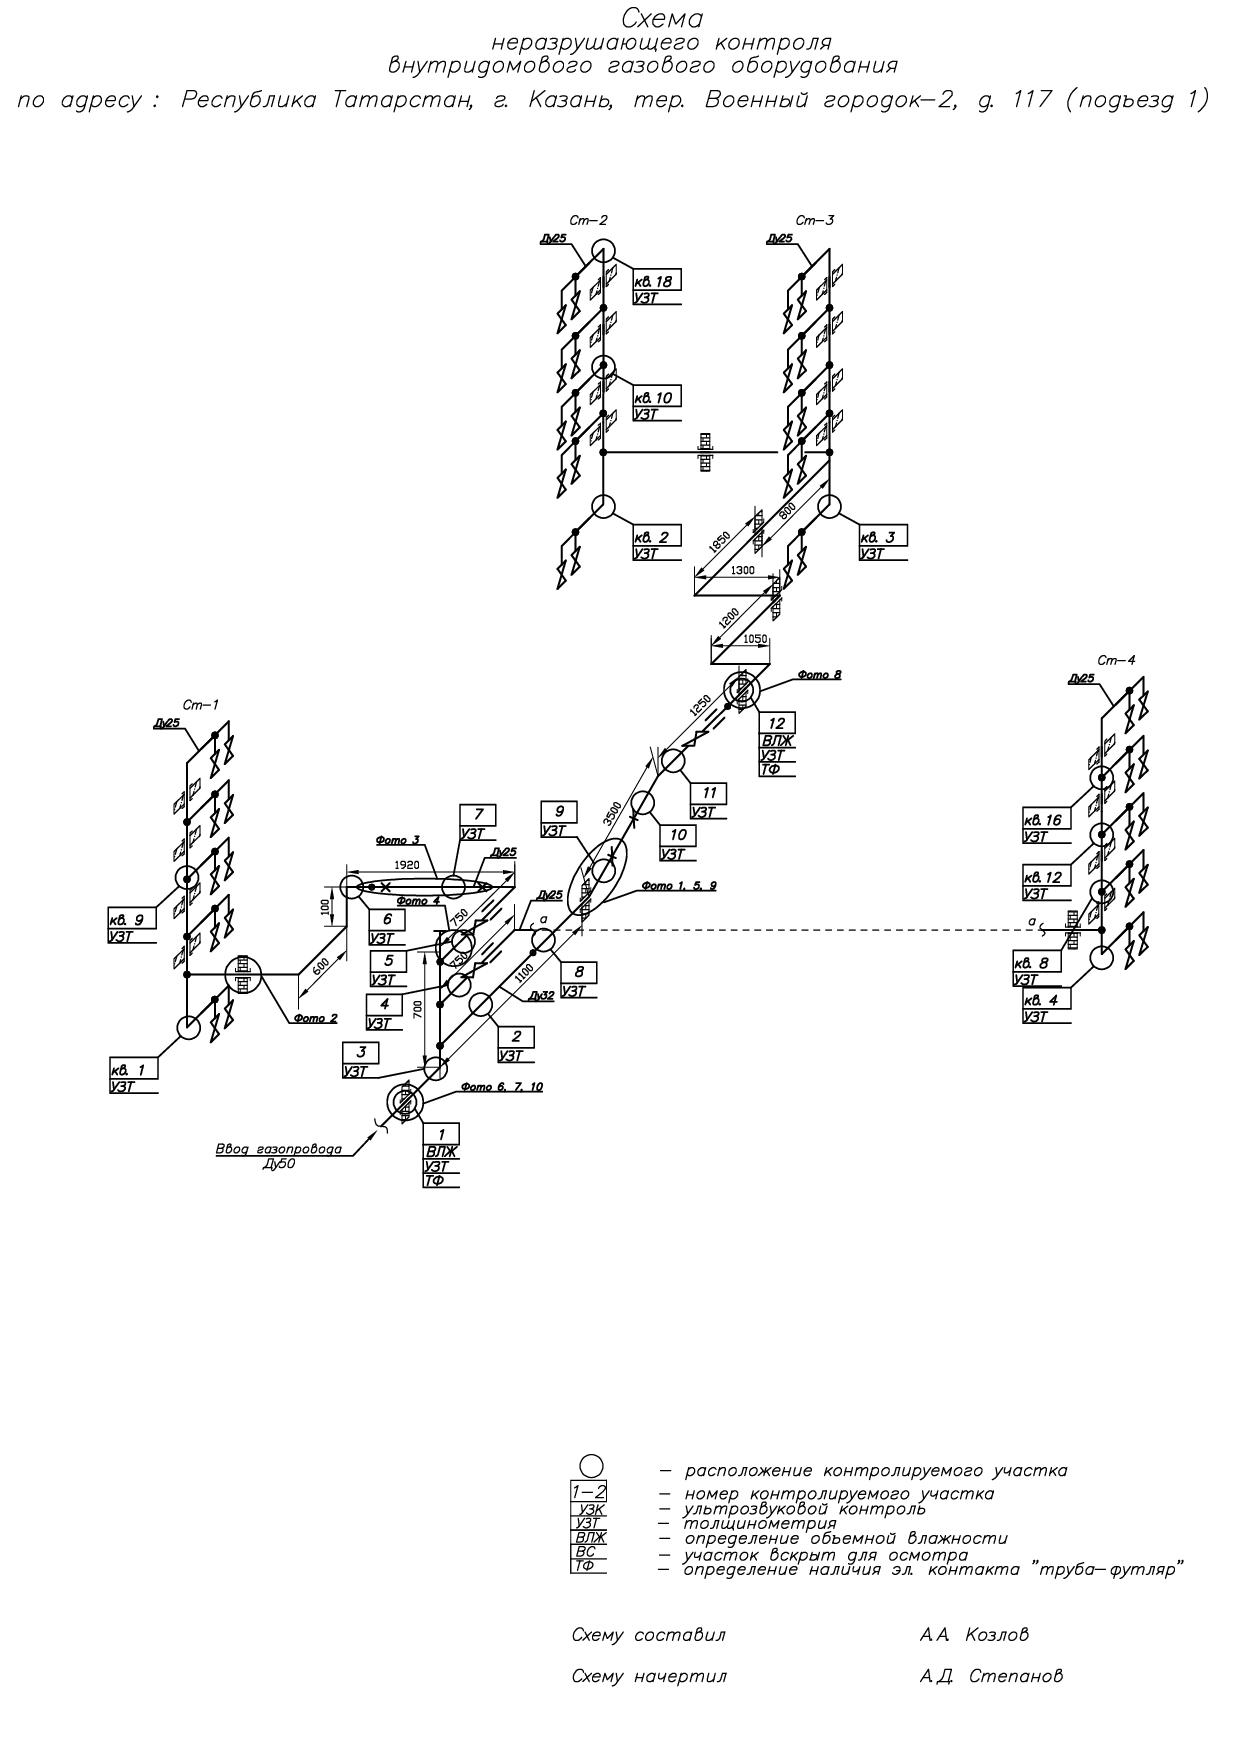 Схема
неразрушающего контроля
внутридомового газового оборудования
по адресу : Республика Татарстан, г. Казань, тер. Военный городок-2, д. 117 (подъезд 1)
Ст-2
Ст-3
Ду25
Ду25
кв. 18
УЗТ
кв. 10
УЗТ
800
кв. 2
УЗТ
1850
кв. 3
УЗТ
1300
1200
1050
Ст-4
Фото 8
Ду25
Ст-1
Ду25
1250
12
ВЛЖ
УЗТ
ТФ
11
УЗТ
3500
7
УЗТ
9
УЗТ
10
УЗТ
кв. 16
УЗТ
Фото 3
Ду25
1920
кв. 12
УЗТ
Фото 1, 5, 9
Фото 4
Ду25
100
кв. 9
УЗТ
6
УЗТ
750
а
а
750
5
УЗТ
600
1100
8
УЗТ
кв. 8
УЗТ
4
УЗТ
700
Ду32
кв. 4
УЗТ
Фото 2
2
УЗТ
3
УЗТ
кв. 1
УЗТ
Фото 6, 7, 10
1
ВЛЖ
УЗТ
ТФ
Ввод газопровода
Ду50
– расположение контролируемого участка
1-2 – номер контролируемого участка
УЗК – ультрозвуковой контроль
УЗТ – толщинометрия
ВЛЖ – определение объемной влажности
ВС – участок вскрыт для осмотра
ТФ – определение наличия эл. контакта "труба-футляр"
Схему составил А.А. Козлов
Схему начертил А.Д. Степанов